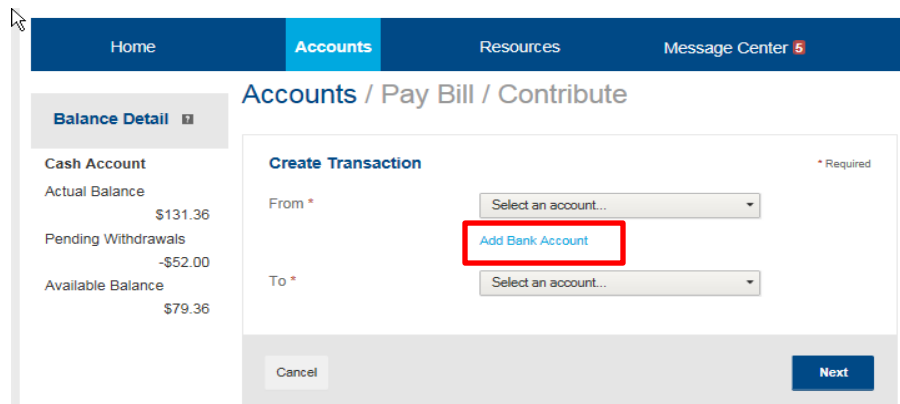 Home Accounts Resources Message Center 5
Accounts / Pay Bill / Contribute
Balance Detail ?
Cash Account
Actual Balance
$131.36
Pending Withdrawals
-$52.00
Available Balance
$79.36
Create Transaction * Required
From * Select an account...
Add Bank Account
To * Select an account...
Cancel Next